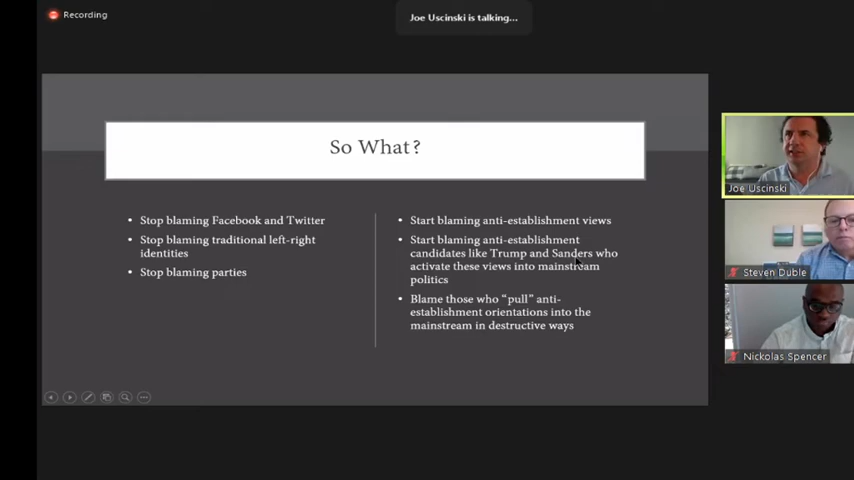 Recording
Joe Uscinski is talking...
So What?
• Stop blaming Facebook and Twitter
• Stop blaming traditional left-right
identities
• Stop blaming parties
• Start blaming anti-establishment views
• Start blaming anti-establishment
candidates like Trump and Sanders who
activate these views into mainstream
politics
• Blame those who “pull” anti-
establishment orientations into the
mainstream in destructive ways
Joe Uscinski
Steven Duble
Nickolas Spencer